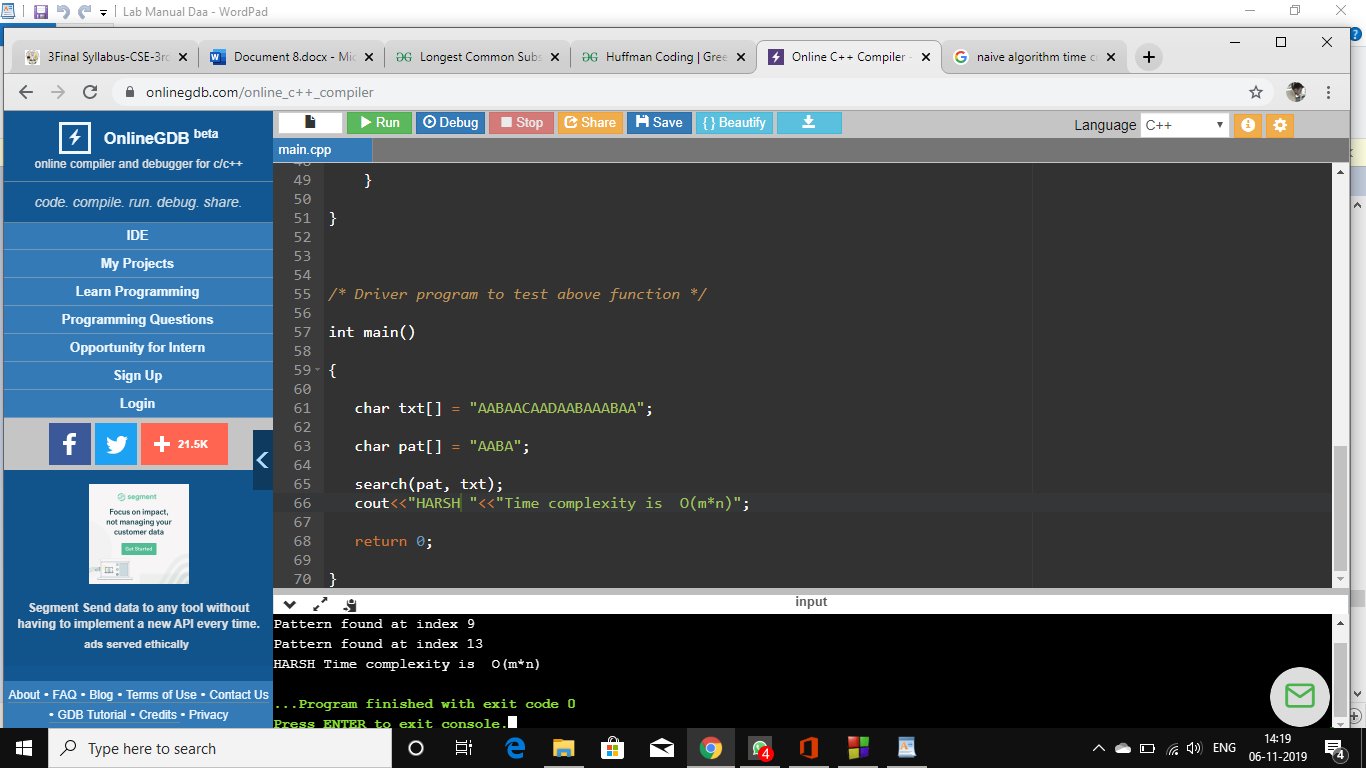 Lab Manual Daa - WordPad
3Final Syllabus-CSE-3rd
Document 8.docx - Mic
Longest Common Subs
Huffman Coding | Gree
Online C++ Compiler -
naive algorithm time c
onlinegdb.com/online_c++_compiler
OnlineGDB beta
online compiler and debugger for c/c++
code. compile. run. debug. share.
IDE
My Projects
Learn Programming
Programming Questions
Opportunity for Intern
Sign Up
Login
21.5K
segment
Focus on impact,
not managing your
customer data
Get Started
Segment Send data to any tool without
having to implement a new API every time.
ads served ethically
About • FAQ • Blog • Terms of Use • Contact Us
• GDB Tutorial • Credits • Privacy
Run Debug Stop Share Save { } Beautify
Language C++
main.cpp
48
49 }
50
51 }
52
53
54
55 /* Driver program to test above function */
56
57 int main()
58
59 {
60
61 char txt[] = "AABAACAADAABAAABAA";
62
63 char pat[] = "AABA";
64
65 search(pat, txt);
66 cout<<"HARSH "<<"Time complexity is  O(m*n)";
67
68 return 0;
69
70 }
input
Pattern found at index 9
Pattern found at index 13
HARSH Time complexity is  O(m*n)
...Program finished with exit code 0
Press ENTER to exit console.
Type here to search
4
ENG
14:19
06-11-2019
4